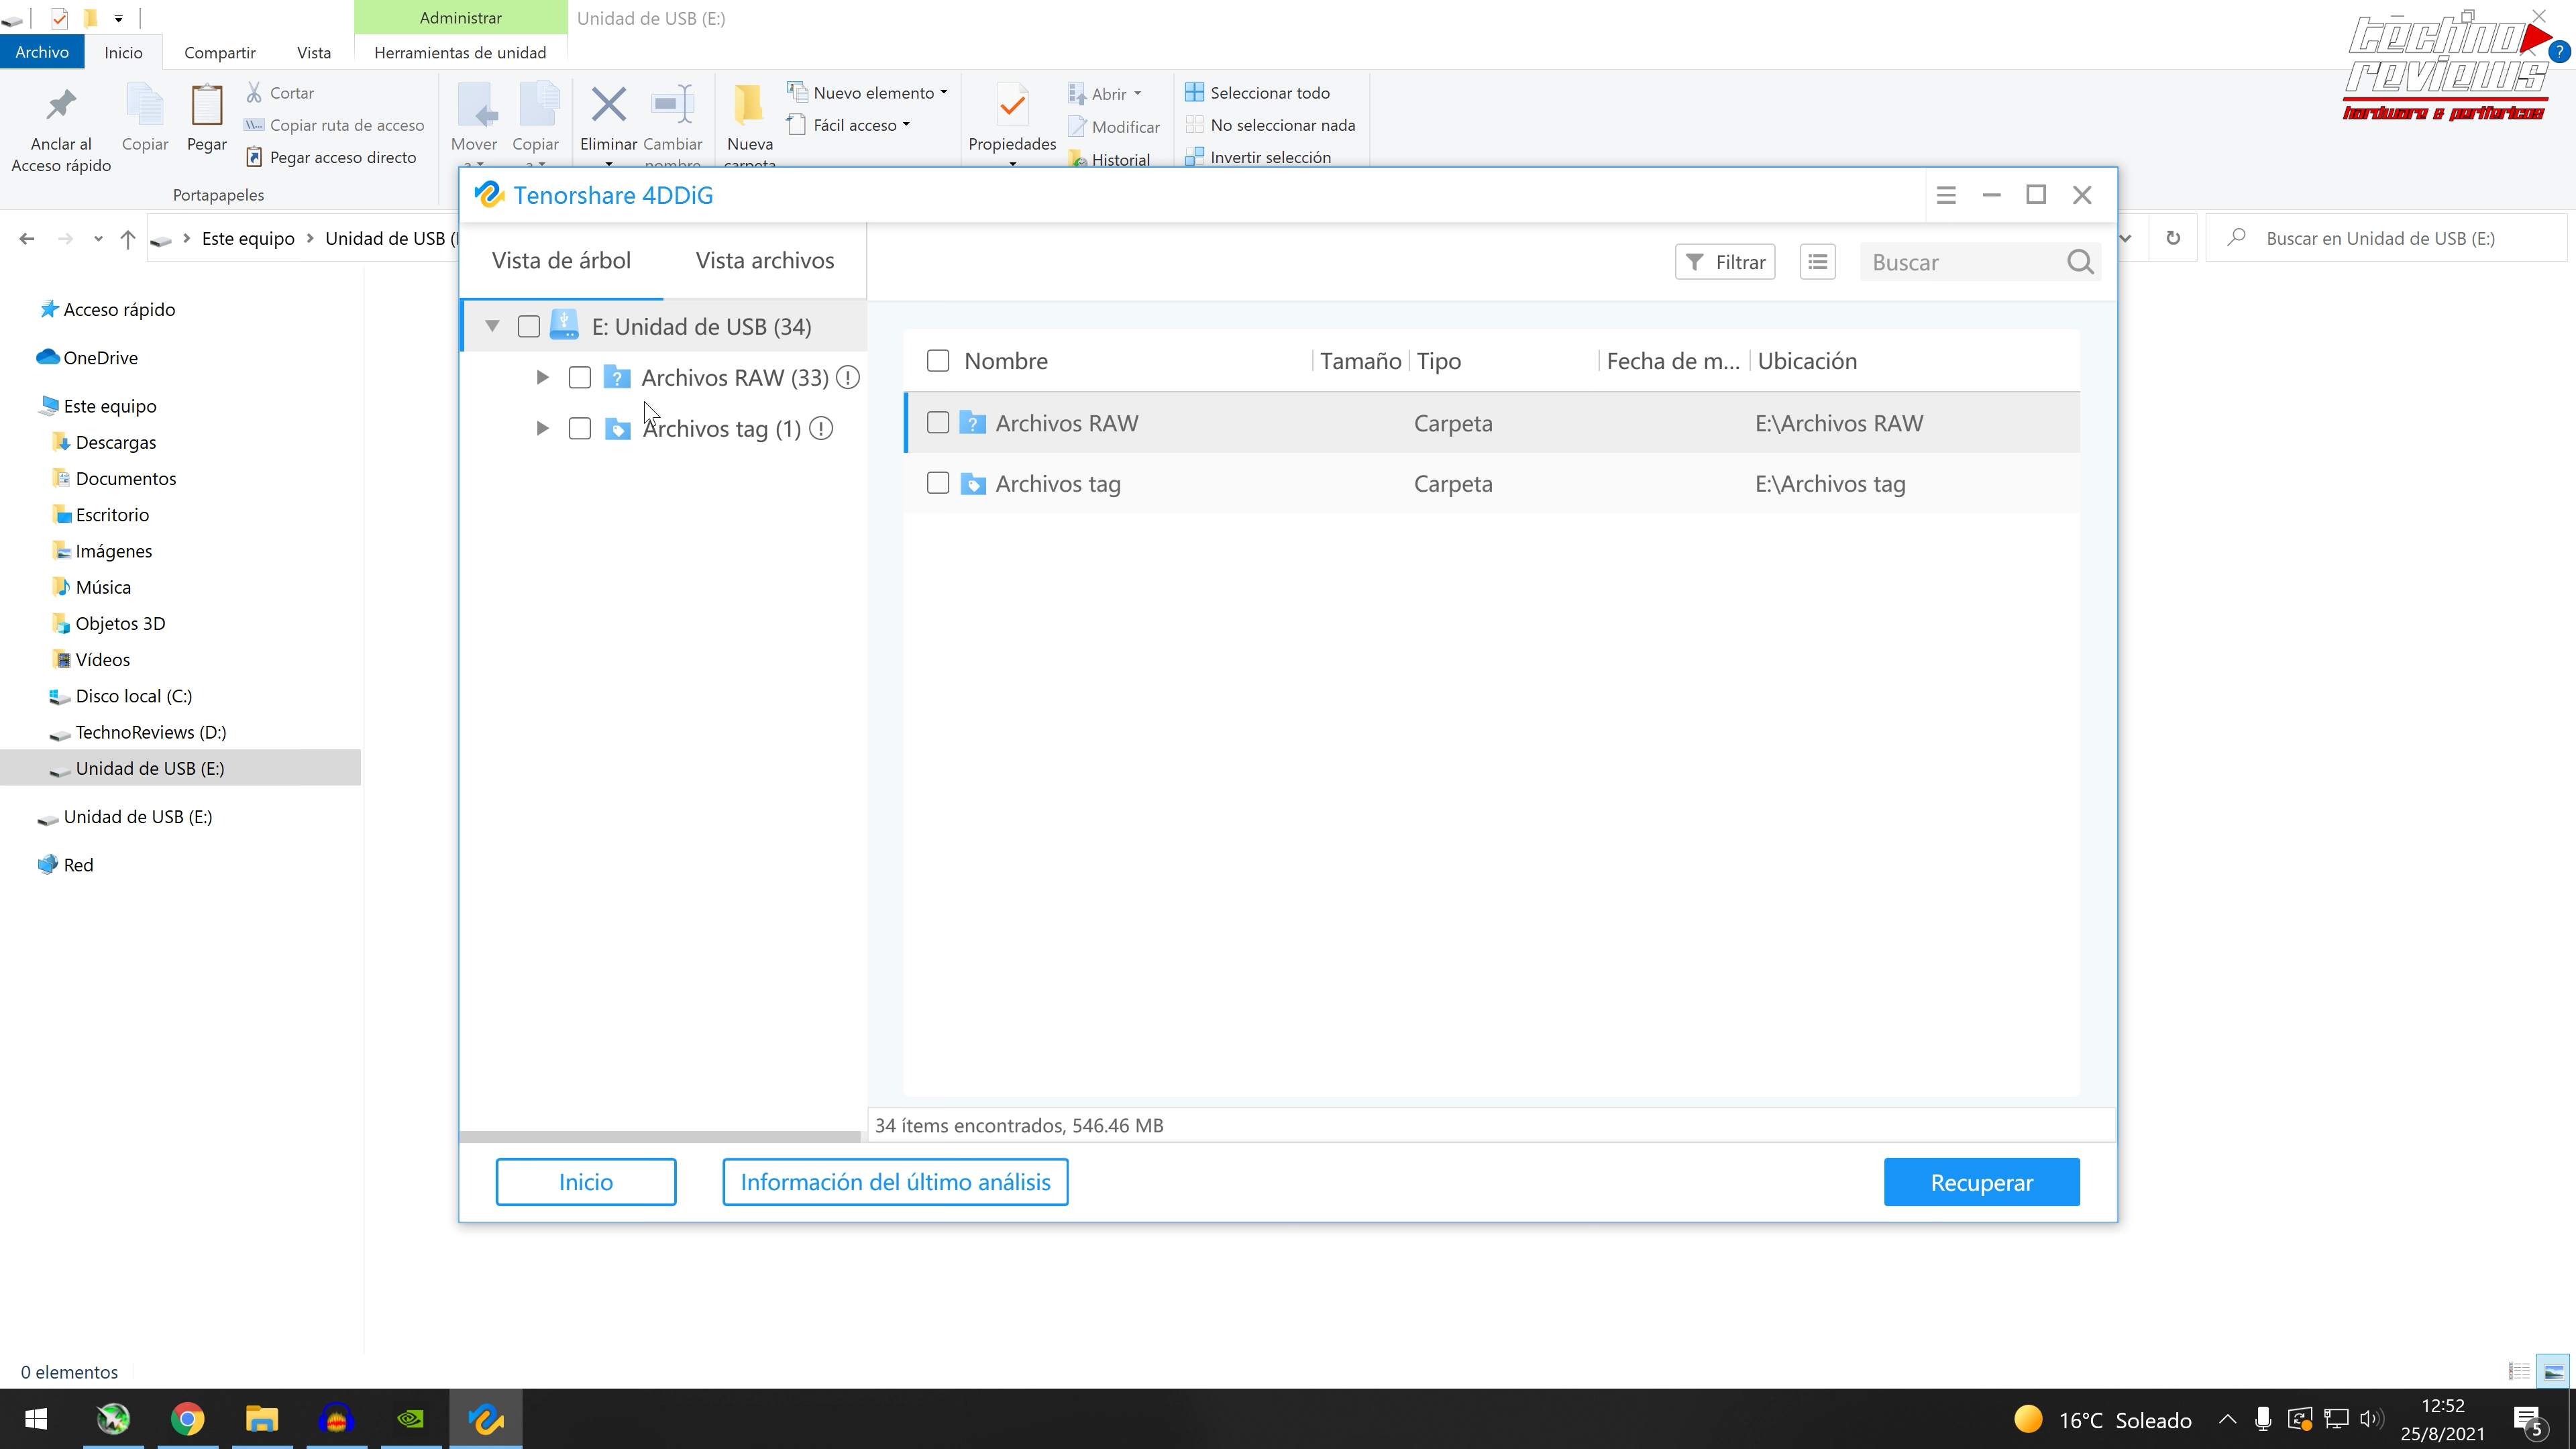 Administrar
Unidad de USB (E:)
Archivo
Inicio
Compartir
Vista
Herramientas de unidad
techno
reviews
hardware & perifericos
Anclar al
Acceso rápido
Copiar
Pegar
Cortar
Copiar ruta de acceso
Pegar acceso directo
Portapapeles
Mover
a
Copiar
a
Eliminar
Cambiar
nombre
Nueva
carpeta
Nuevo elemento
Fácil acceso
Propiedades
Abrir
Modificar
Historial
Seleccionar todo
No seleccionar nada
Invertir selección
Este equipo
Unidad de USB (
Buscar en Unidad de USB (E:)
Acceso rápido
OneDrive
Este equipo
Descargas
Documentos
Escritorio
Imágenes
Música
Objetos 3D
Vídeos
Disco local (C:)
TechnoReviews (D:)
Unidad de USB (E:)
Unidad de USB (E:)
Red
Tenorshare 4DDiG
Vista de árbol
Vista archivos
Filtrar
Buscar
E: Unidad de USB (34)
Archivos RAW (33)
Archivos tag (1)
Nombre
Tamaño
Tipo
Fecha de m...
Ubicación
Archivos RAW
Carpeta
E:\Archivos RAW
Archivos tag
Carpeta
E:\Archivos tag
34 ítems encontrados, 546.46 MB
Inicio
Información del último análisis
Recuperar
0 elementos
16°C Soleado
12:52
25/8/2021
5